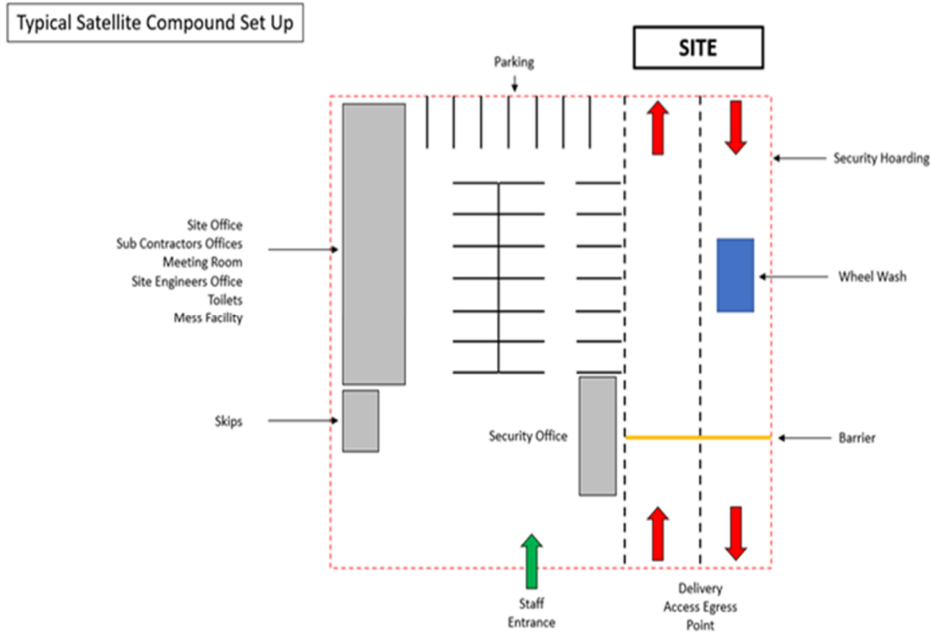 Typical Satellite Compound Set Up
SITE
Parking
Security Hoarding
Site Office
Sub Contractors Offices
Meeting Room
Site Engineers Office
Toilets
Mess Facility
Wheel Wash
Skips
Security Office
Barrier
Staff
Entrance
Delivery
Access Egress
Point